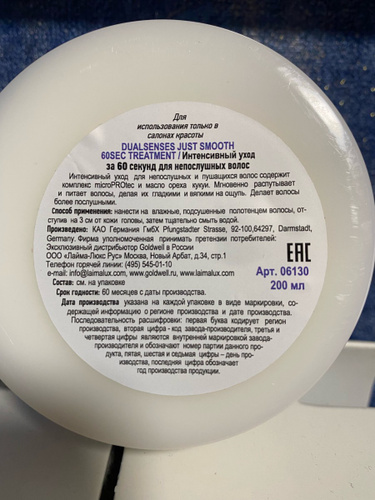 Для
использования только в
салонах красоты
DUALSENSES JUST SMOOTH
60SEC TREATMENT / Интенсивный уход
за 60 секунд для непослушных волос
Интенсивный уход для непослушных и пушащихся волос содержит
комплекс microPROtec и масло ореха кукуи. Мгновенно распутывает
и питает волосы, делая их гладкими и мягкими на ощупь. Делает волосы
более послушными.
Способ применения: нанести на влажные, подсушенные полотенцем волосы, от-
ступив на 3 см от кожи головы, затем тщательно смыть водой.
Произведено: КАО Германия ГмбХ Pfungstadter Strasse, 92-100,64297, Darmstadt,
Germany. Фирма уполномоченная принимать претензии потребителей:
Эксклюзивный дистрибьютор Goldwell в России
ООО «Лайма-Люкс Рус» Москва, Новый Арбат, д.34, стр.1
Телефон горячей линии: (495) 545-01-10
e-mail: info@laimalux.com, www.goldwell.ru, www.laimalux.com
Состав: см. на упаковке
Срок годности: 60 месяцев с даты производства.
EAC
Арт. 06130
200 мл
Дата производства указана на каждой упаковке в виде маркировки, со-
держащей информацию о регионе производства и дате производства.
Последовательность расшифровки: первая буква кодирует регион
производства, вторая цифра - код завода-производителя, третья и
четвертая цифры являются внутренней маркировкой завода-
производителя и обозначают номер партии данного про-
дукта, пятая, шестая и седьмая цифры – день про-
изводства, последняя цифра обозначает
год производства продукции.